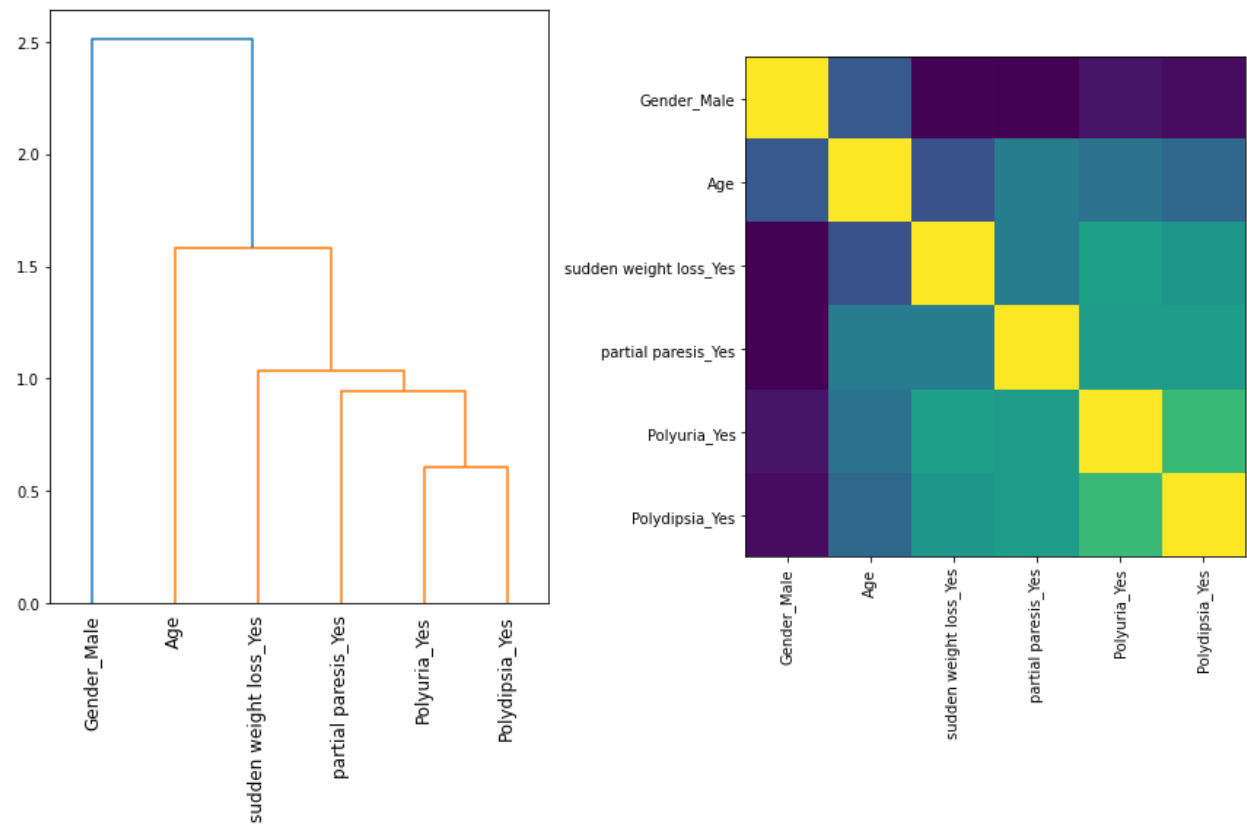 2.5
2.0
1.5
1.0
0.5
0.0
Gender_Male
Age
sudden weight loss_Yes
partial paresis_Yes
Polyuria_Yes
Polydipsia_Yes
Gender_Male
Age
sudden weight loss_Yes
partial paresis_Yes
Polyuria_Yes
Polydipsia_Yes
Gender_Male
Age
sudden weight loss_Yes
partial paresis_Yes
Polyuria_Yes
Polydipsia_Yes